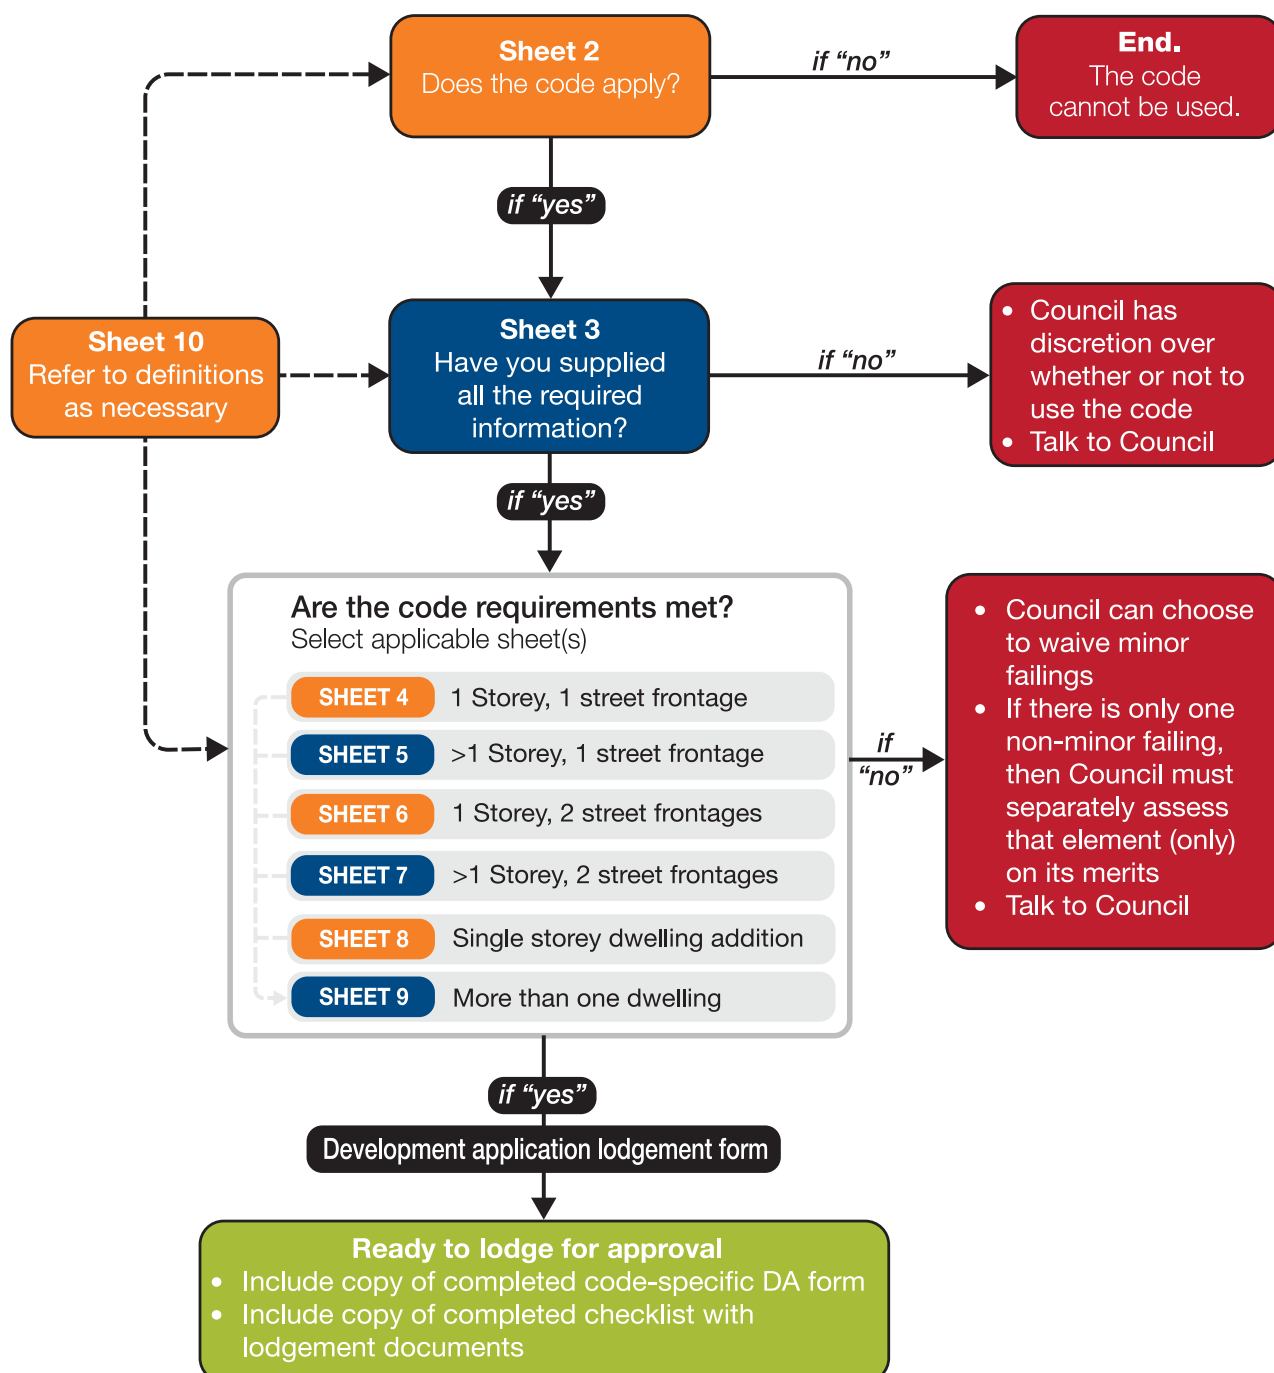 Sheet 2
Does the code apply?
if “no”
End.
The code
cannot be used.
if “yes”
Sheet 10
Refer to definitions
as necessary
Sheet 3
Have you supplied
all the required
information?
if “no”
• Council has
discretion over
whether or not to
use the code
• Talk to Council
if “yes”
Are the code requirements met?
Select applicable sheet(s)
SHEET 4 1 Storey, 1 street frontage
SHEET 5 >1 Storey, 1 street frontage
SHEET 6 1 Storey, 2 street frontages
SHEET 7 >1 Storey, 2 street frontages
SHEET 8 Single storey dwelling addition
SHEET 9 More than one dwelling
if
“no”
• Council can choose
to waive minor
failings
• If there is only one
non-minor failing,
then Council must
separately assess
that element (only)
on its merits
• Talk to Council
if “yes”
Development application lodgement form
Ready to lodge for approval
• Include copy of completed code-specific DA form
• Include copy of completed checklist with
lodgement documents